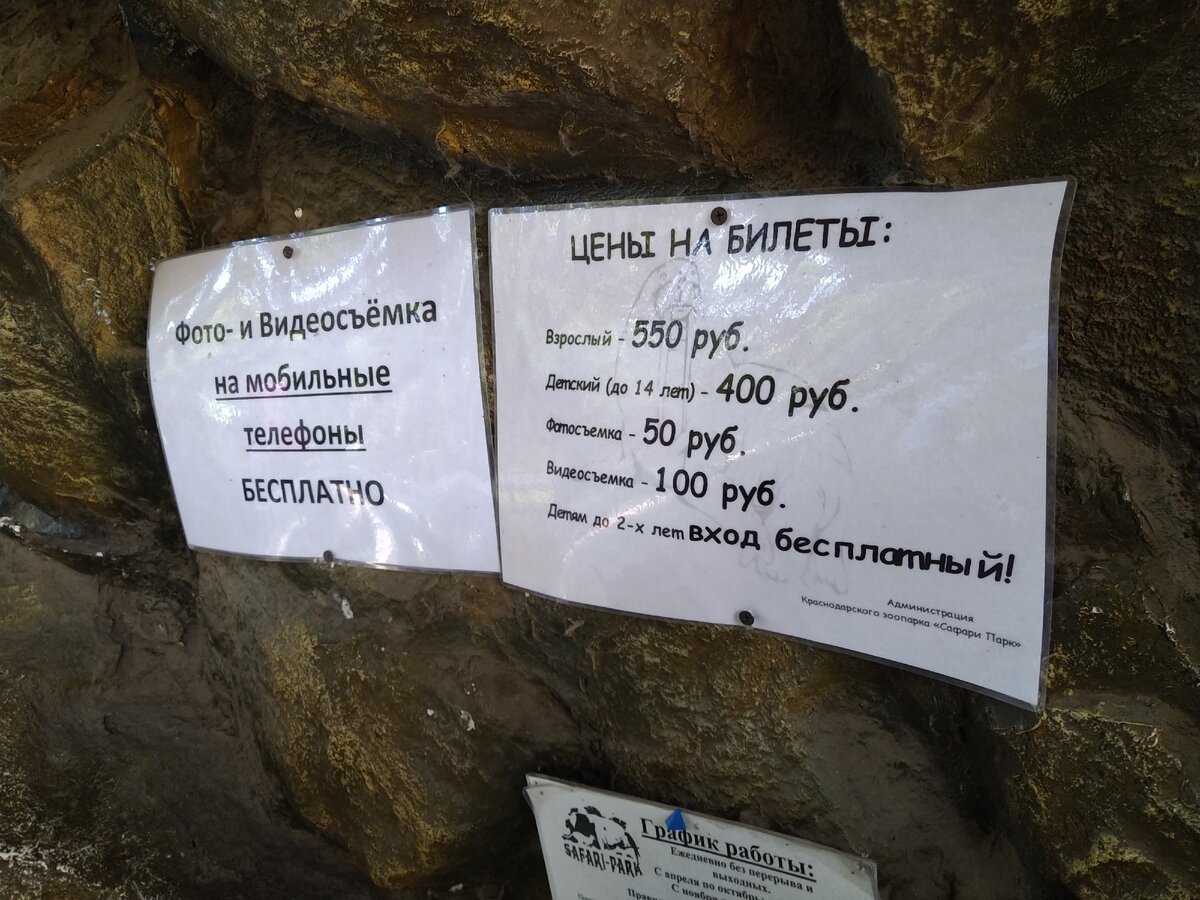 Фото- и Видеосъёмка
на мобильные
телефоны
БЕСПЛАТНО
ЦЕНЫ НА БИЛЕТЫ:
Взрослый - 550 руб.
Детский (до 14 лет) - 400 руб.
Фотосъемка - 50 руб.
Видеосъемка - 100 руб.
Детям до 2-х лет вход бесплатный!
Администрация
Краснодарского зоопарка «Сафари Парк»
SAFARI-PARK
График работы:
Ежедневно без перерыва и
выходных.
С апреля по октябрь
С ноября